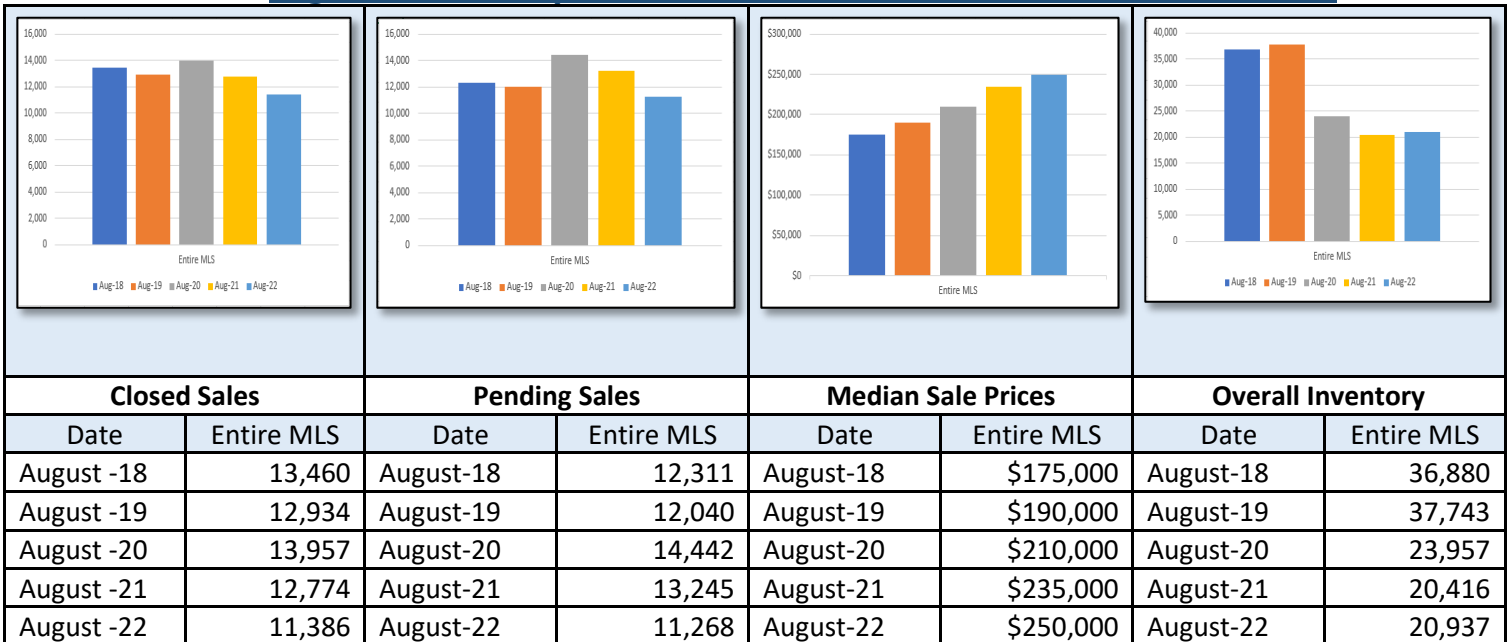 16,000
14,000
12,000
10,000
8,000
6,000
4,000
2,000
0
Entire MLS
Aug-18 Aug-19 Aug-20 Aug-21 Aug-22
16,000
14,000
12,000
10,000
8,000
6,000
4,000
2,000
0
Entire MLS
Aug-18 Aug-19 Aug-20 Aug-21 Aug-22
$300,000
$250,000
$200,000
$150,000
$100,000
$50,000
$0
Entire MLS
40,000
35,000
30,000
25,000
20,000
15,000
10,000
5,000
0
Entire MLS
Aug-18 Aug-19 Aug-20 Aug-21 Aug-22
Closed Sales Pending Sales Median Sale Prices Overall Inventory
Date Entire MLS Date Entire MLS Date Entire MLS Date Entire MLS
August -18 13,460 August-18 12,311 August-18 $175,000 August-18 36,880
August -19 12,934 August-19 12,040 August-19 $190,000 August-19 37,743
August -20 13,957 August-20 14,442 August-20 $210,000 August-20 23,957
August -21 12,774 August-21 13,245 August-21 $235,000 August-21 20,416
August -22 11,386 August-22 11,268 August-22 $250,000 August-22 20,937